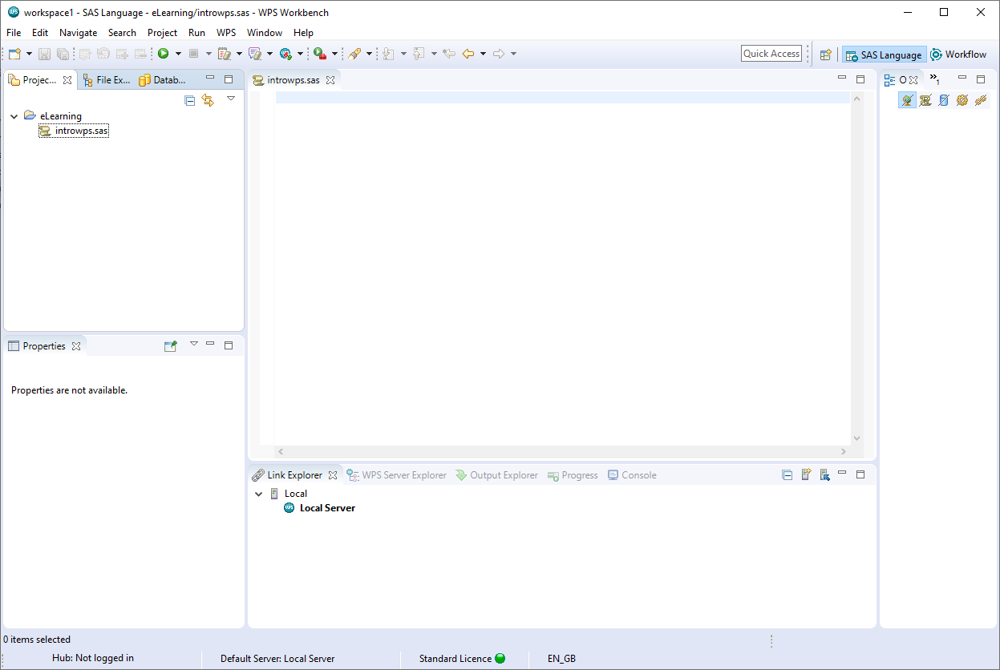 workspace1 - SAS Language - eLearning/introwps.sas - WPS Workbench
File Edit Navigate Search Project Run WPS Window Help
Quick Access
SAS Language
Workflow
Projec...
File Ex...
Datab...
introwps.sas
O
»1
eLearning
introwps.sas
Properties
Properties are not available.
Link Explorer
WPS Server Explorer
Output Explorer
Progress
Console
Local
WPS Local Server
0 items selected
Hub: Not logged in
Default Server: Local Server
Standard Licence
EN_GB